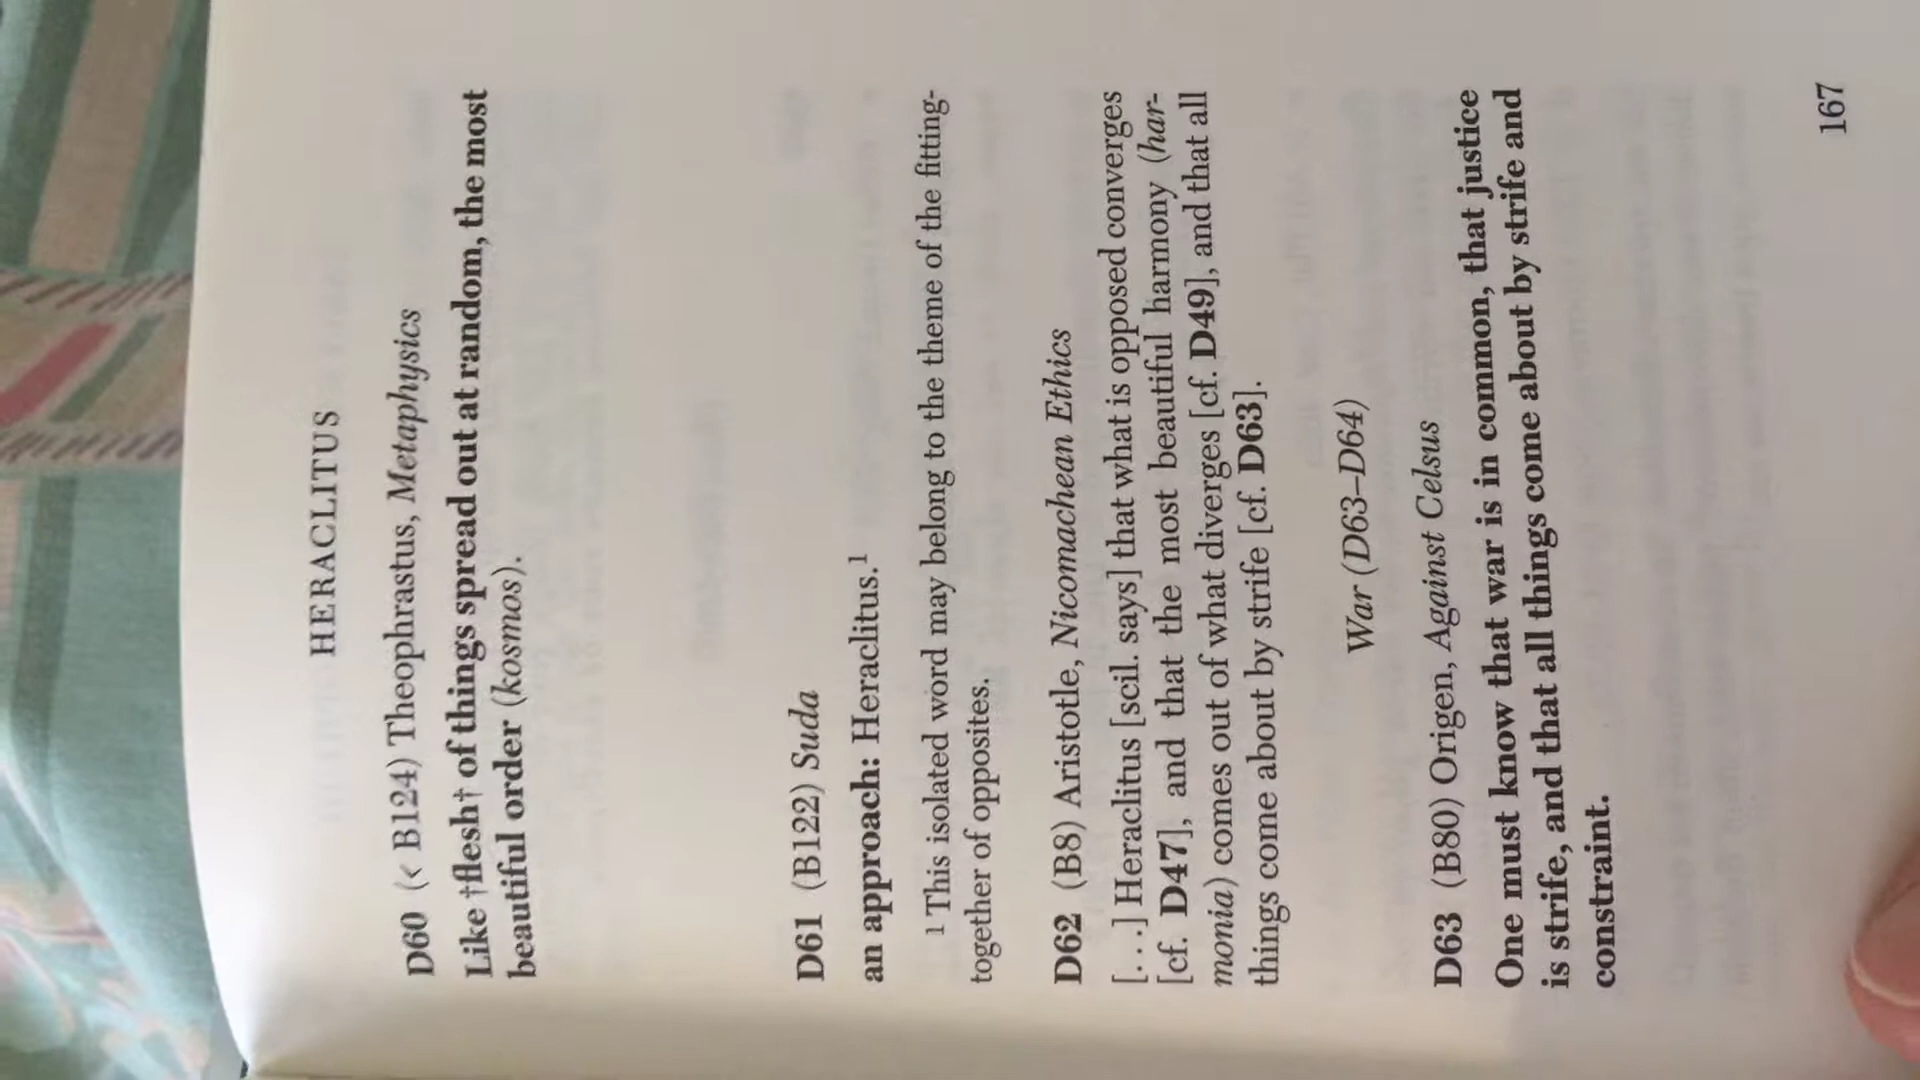 HERACLITUS
D60 (< B124) Theophrastus, Metaphysics
Like †flesh† of things spread out at random, the most
beautiful order (kosmos).
D61 (B122) Suda
an approach: Heraclitus.¹
¹ This isolated word may belong to the theme of the fitting-
together of opposites.
D62 (B8) Aristotle, Nicomachean Ethics
[. . .] Heraclitus [scil. says] that what is opposed converges
[cf. D47], and that the most beautiful harmony (har-
monia) comes out of what diverges [cf. D49], and that all
things come about by strife [cf. D63].
War (D63–D64)
D63 (B80) Origen, Against Celsus
One must know that war is in common, that justice
is strife, and that all things come about by strife and
constraint.
167